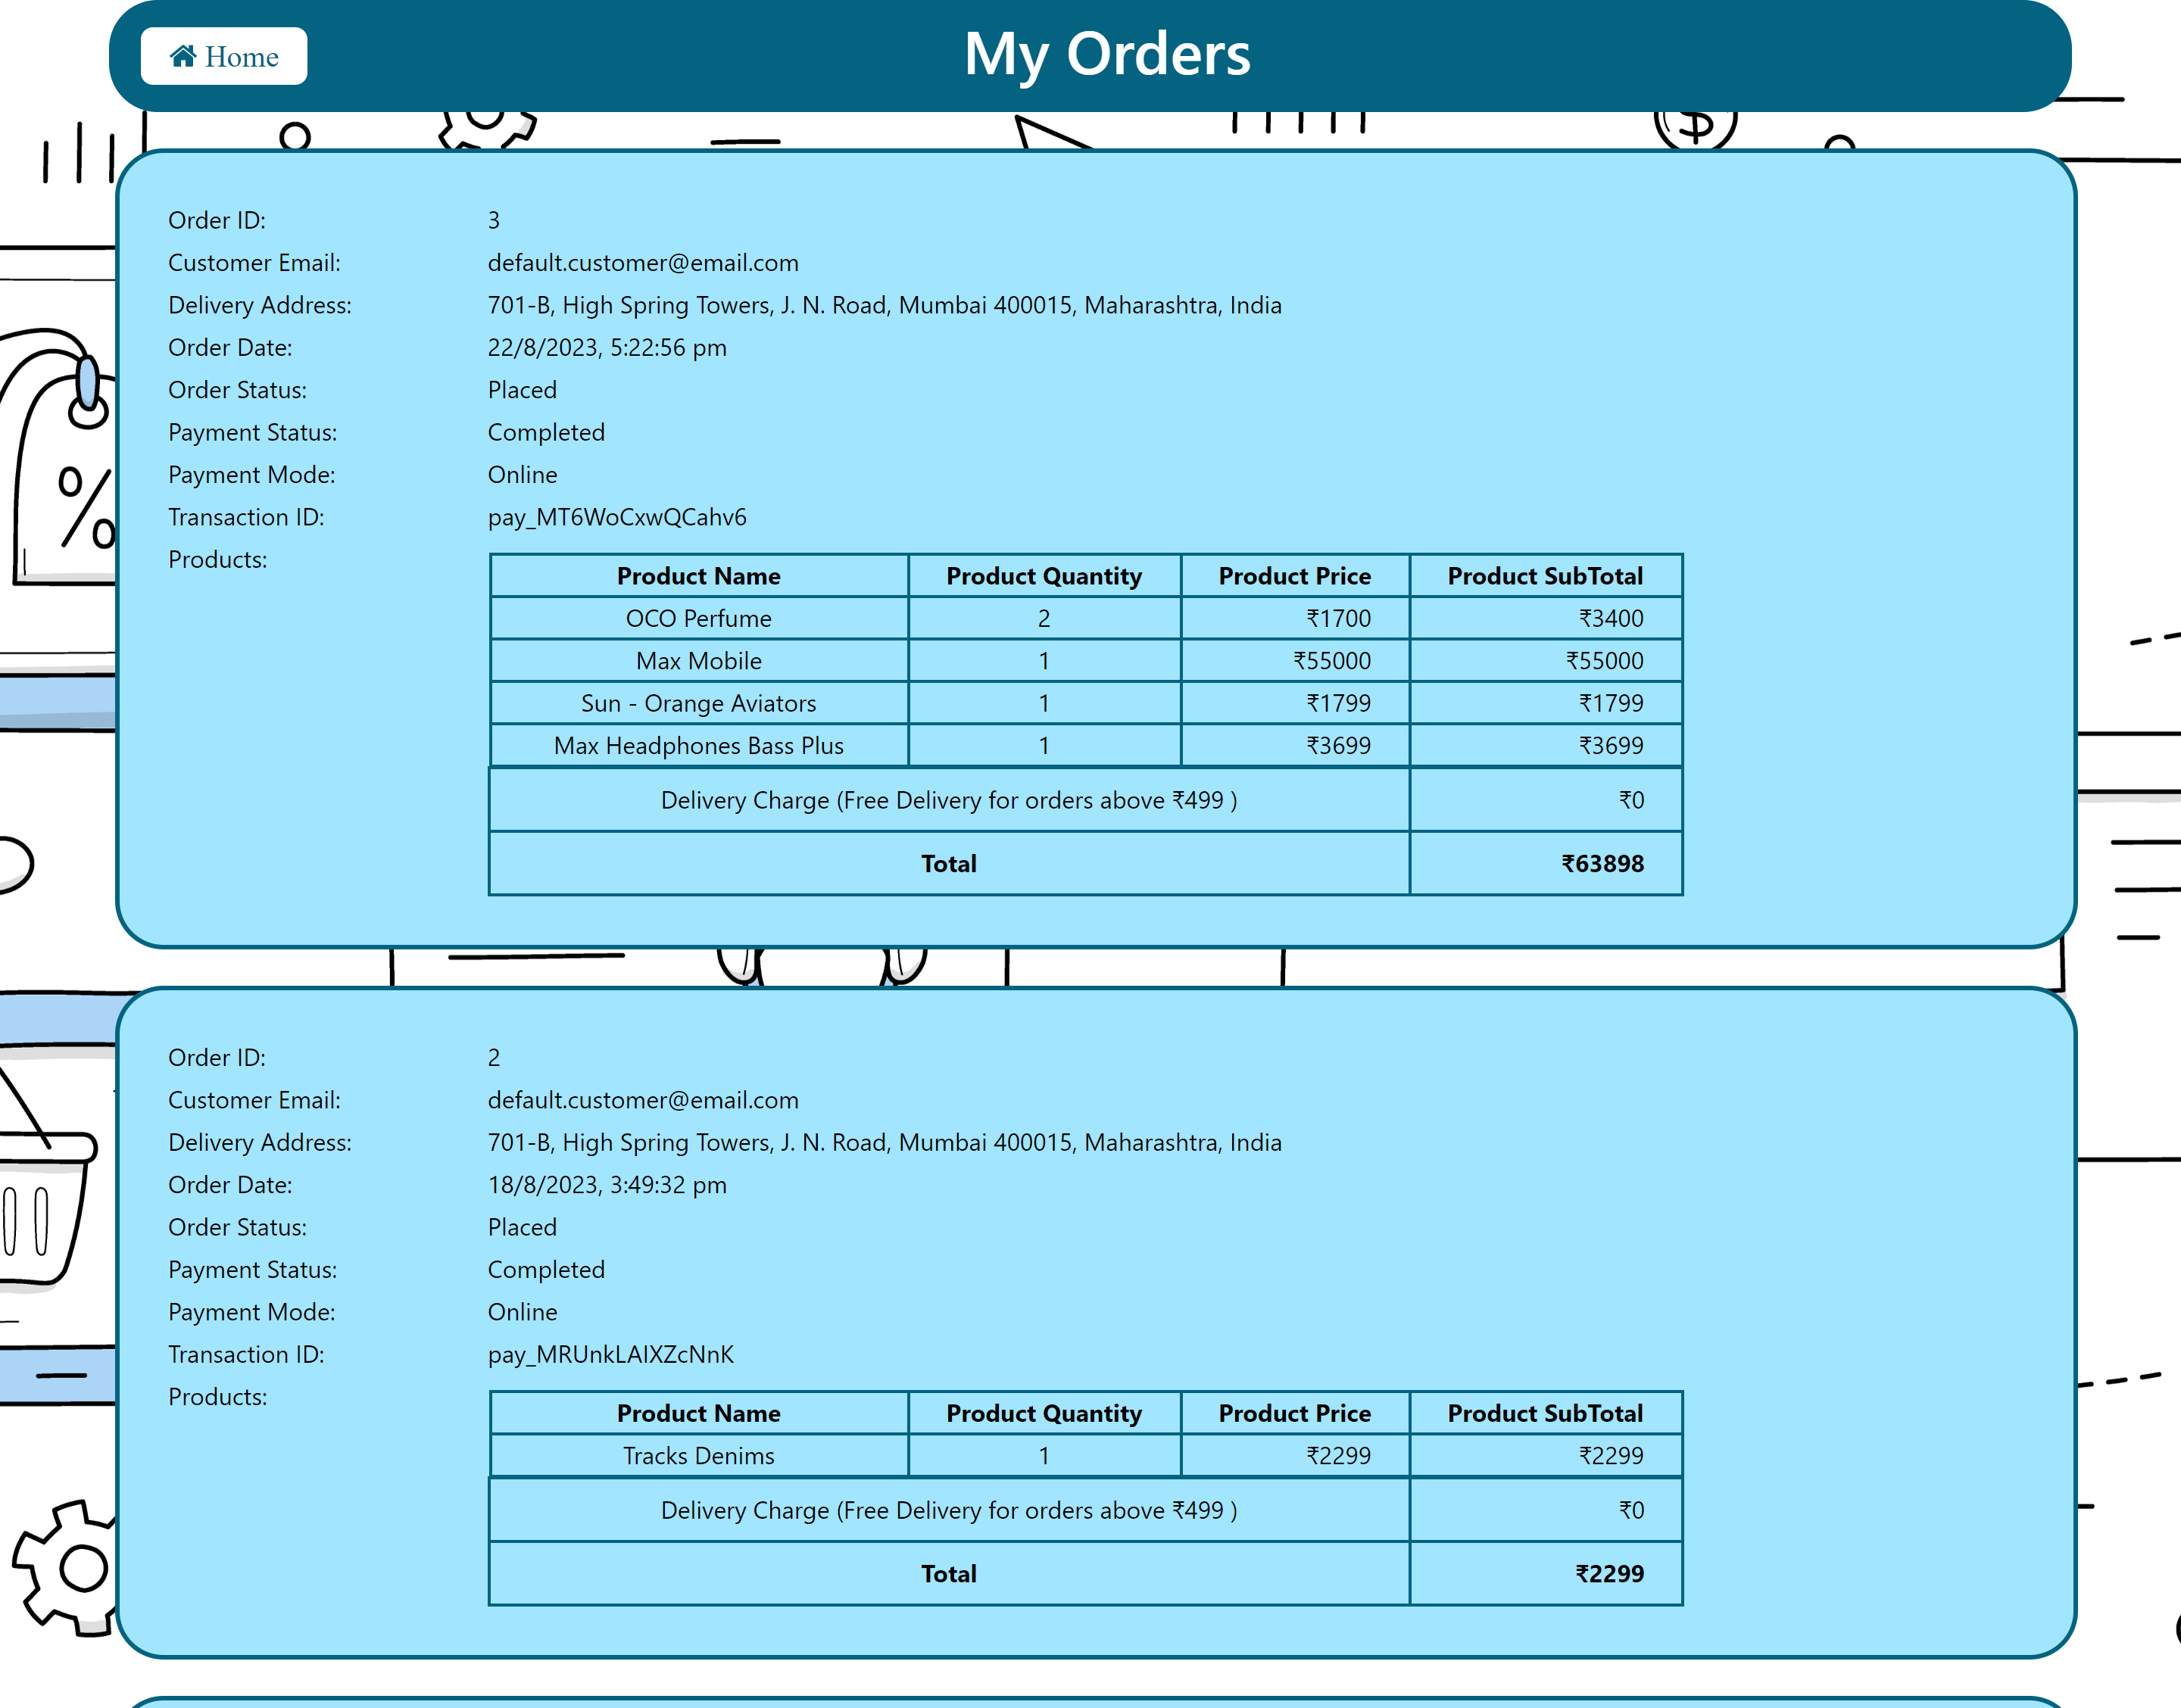 Home
My Orders
Order ID: 3
Customer Email: default.customer@email.com
Delivery Address: 701-B, High Spring Towers, J. N. Road, Mumbai 400015, Maharashtra, India
Order Date: 22/8/2023, 5:22:56 pm
Order Status: Placed
Payment Status: Completed
Payment Mode: Online
Transaction ID: pay_MT6WoCxwQCahv6
Products:
Product Name Product Quantity Product Price Product SubTotal
OCO Perfume 2 ₹1700 ₹3400
Max Mobile 1 ₹55000 ₹55000
Sun - Orange Aviators 1 ₹1799 ₹1799
Max Headphones Bass Plus 1 ₹3699 ₹3699
Delivery Charge (Free Delivery for orders above ₹499 ) ₹0
Total ₹63898
Order ID: 2
Customer Email: default.customer@email.com
Delivery Address: 701-B, High Spring Towers, J. N. Road, Mumbai 400015, Maharashtra, India
Order Date: 18/8/2023, 3:49:32 pm
Order Status: Placed
Payment Status: Completed
Payment Mode: Online
Transaction ID: pay_MRUnkLAIXZcNnK
Products:
Product Name Product Quantity Product Price Product SubTotal
Tracks Denims 1 ₹2299 ₹2299
Delivery Charge (Free Delivery for orders above ₹499 ) ₹0
Total ₹2299